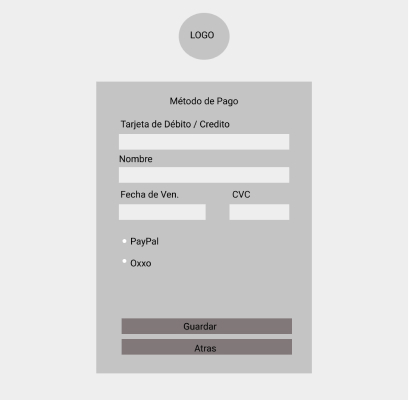 LOGO
Método de Pago
Tarjeta de Débito / Credito
Nombre
Fecha de Ven. CVC
PayPal
Oxxo
Guardar
Atras